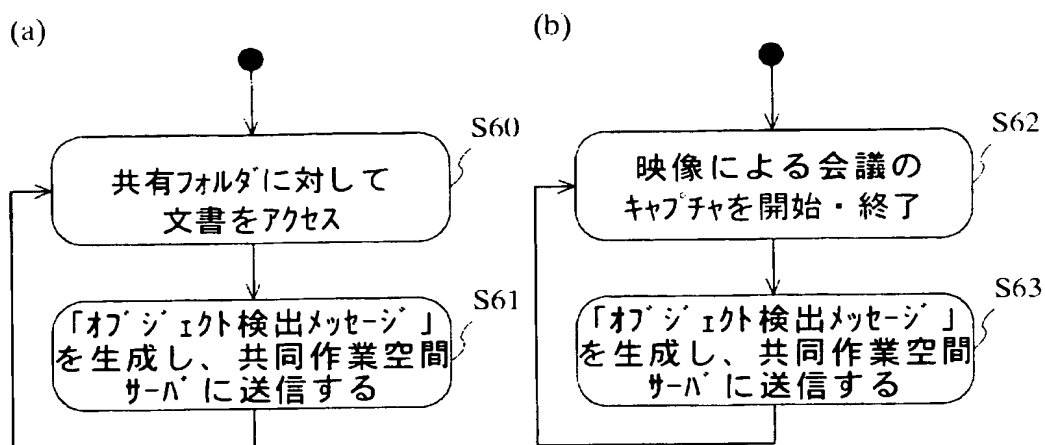 (a)
S60
共有フォルダに対して
文書をアクセス
S61
「オブジェクト検出メッセージ」
を生成し、共同作業空間
サーバに送信する
(b)
S62
映像による会議の
キャプチャを開始・終了
S63
「オブジェクト検出メッセージ」
を生成し、共同作業空間
サーバに送信する